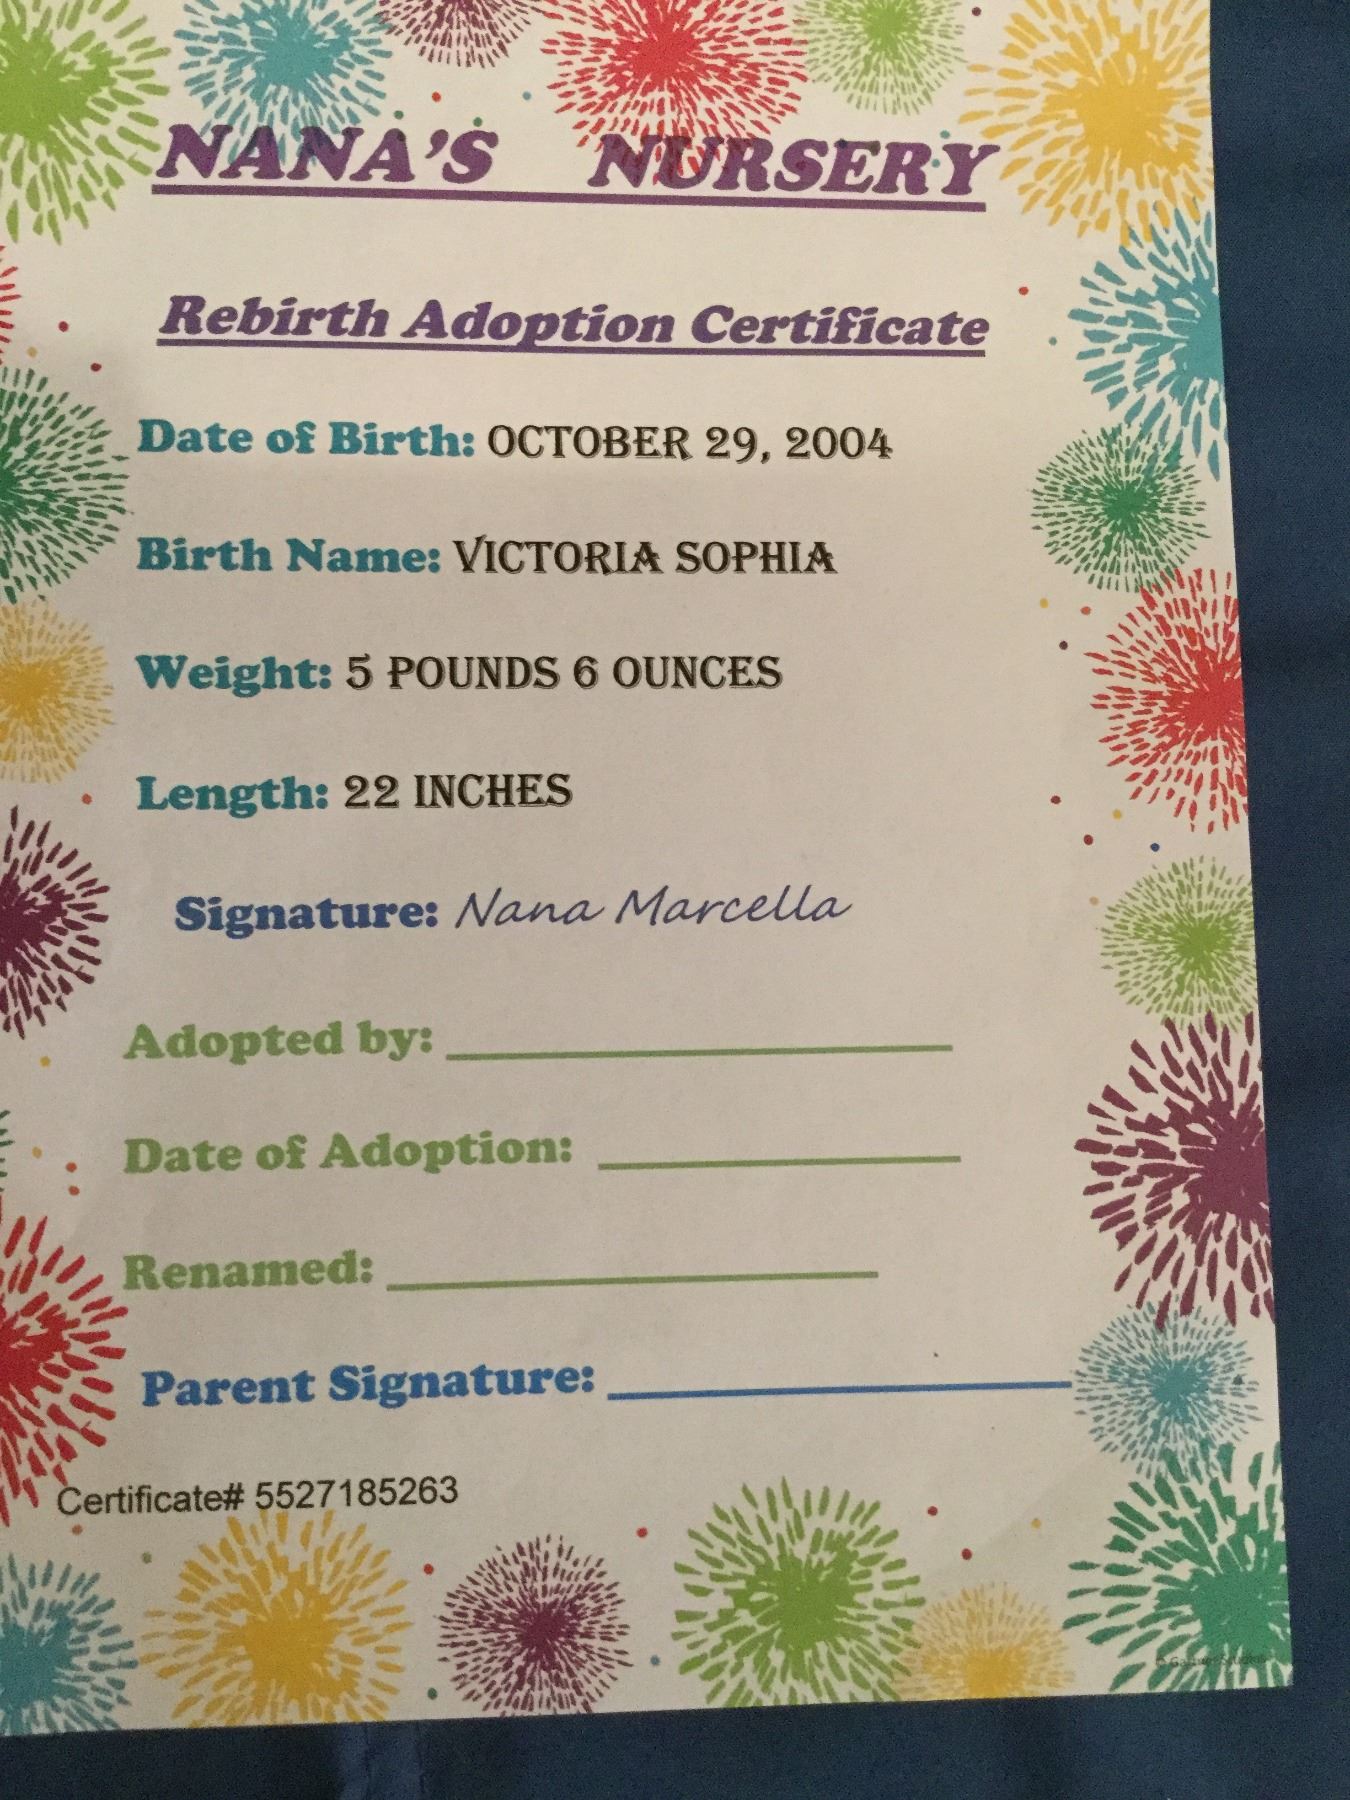 NANA'S NURSERY
Rebirth Adoption Certificate
Date of Birth: OCTOBER 29, 2004
Birth Name: VICTORIA SOPHIA
Weight: 5 POUNDS 6 OUNCES
Length: 22 INCHES
Signature: Nana Marcella
Adopted by:
Date of Adoption:
Renamed:
Parent Signature:
Certificate# 5527185263